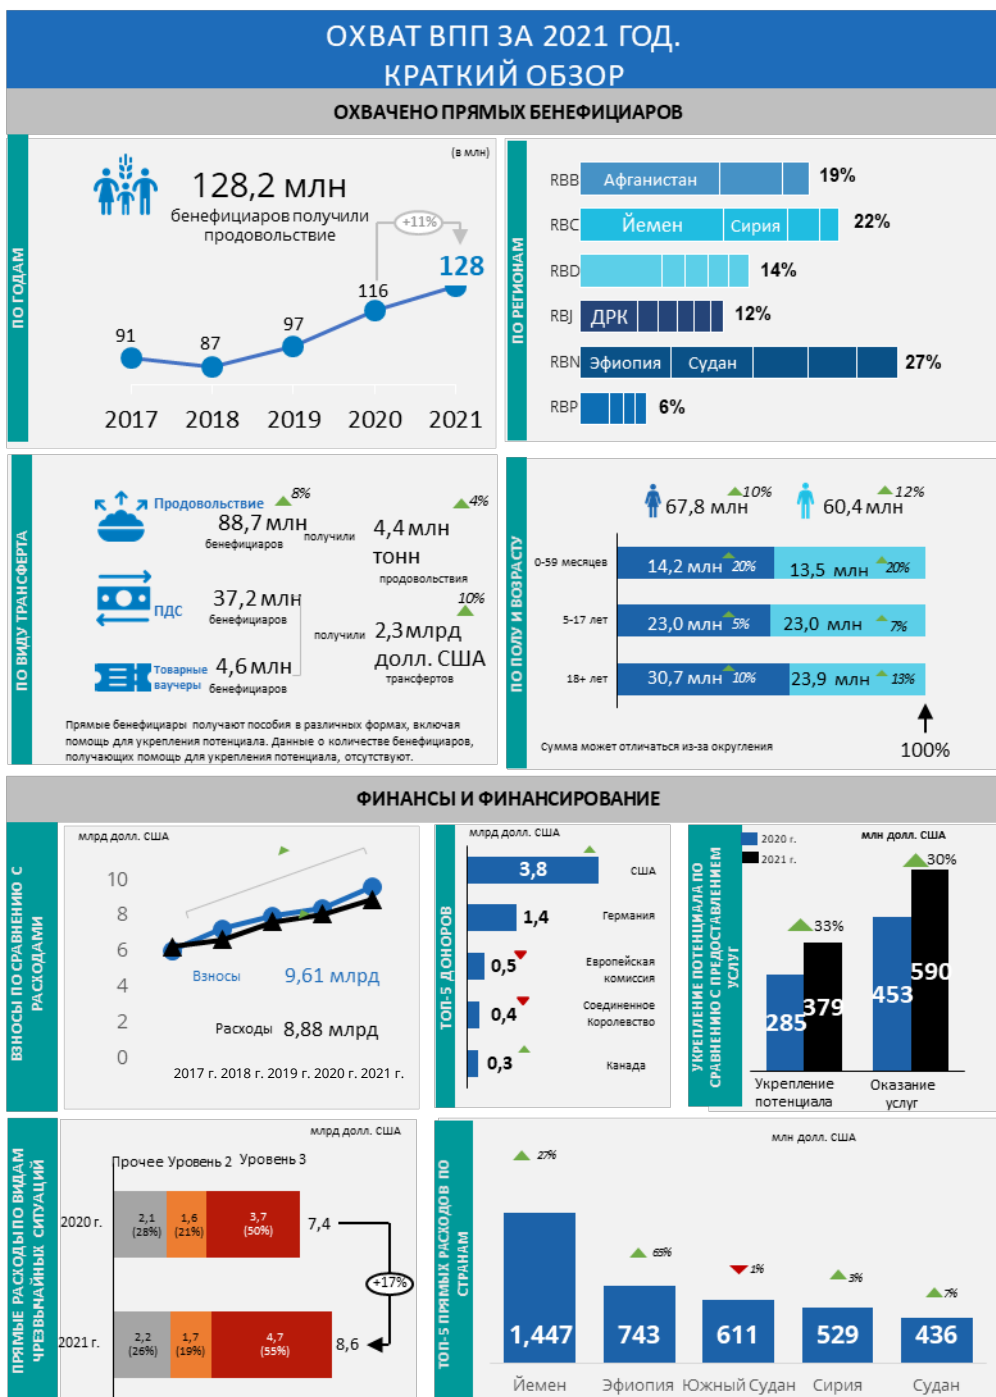 ОХВАТ ВПП ЗА 2021 ГОД.
КРАТКИЙ ОБЗОР
ОХВАЧЕНО ПРЯМЫХ БЕНЕФИЦИАРОВ
ПО ГОДАМ
(в млн)
128,2 млн
бенефициаров получили
продовольствие
+11%
128
116
97
91
87
2017 2018 2019 2020 2021
ПО РЕГИОНАМ
RBB Афганистан 19%
RBC Йемен Сирия 22%
RBD 14%
RBJ ДРК 12%
RBN Эфиопия Судан 27%
RBP 6%
ПО ВИДУ ТРАНСФЕРТА
Продовольствие 8%
88,7 млн
бенефициаров
получили
4%
4,4 млн
тонн
продовольствия
ПДС
37,2 млн
бенефициаров
Товарные
ваучеры
4,6 млн
бенефициаров
получили
10%
2,3 млрд
долл. США
трансфертов
Прямые бенефициары получают пособия в различных формах, включая
помощь для укрепления потенциала. Данные о количестве бенефициаров,
получающих помощь для укрепления потенциала, отсутствуют.
ПО ПОЛУ И ВОЗРАСТУ
67,8 млн 10% 60,4 млн 12%
0-59 месяцев 14,2 млн 20% 13,5 млн 20%
5-17 лет 23,0 млн 5% 23,0 млн 7%
18+ лет 30,7 млн 10% 23,9 млн 13%
Сумма может отличаться из-за округления
100%
ФИНАНСЫ И ФИНАНСИРОВАНИЕ
ВЗНОСЫ ПО СРАВНЕНИЮ С
РАСХОДАМИ
млрд долл. США
10
8
6
4
2
0
Взносы 9,61 млрд
Расходы 8,88 млрд
2017 г. 2018 г. 2019 г. 2020 г. 2021 г.
ТОП-5 ДОНОРОВ
млрд долл. США
3,8 США
1,4 Германия
0,5 Европейская
комиссия
0,4 Соединенное
Королевство
0,3 Канада
УКРЕПЛЕНИЕ ПОТЕНЦИАЛА ПО
СРАВНЕНИЮ С ПРЕДОСТАВЛЕНИЕМ
УСЛУГ
2020 г.
2021 г.
млн долл. США
33%
30%
285 379 453 590
Укрепление
потенциала
Оказание
услуг
ПРЯМЫЕ РАСХОДЫ ПО ВИДАМ
ЧРЕЗВЫЧАЙНЫХ СИТУАЦИЙ
млрд долл. США
Прочее Уровень 2 Уровень 3
2020 г. 2,1 1,6 3,7 7,4
(28%) (21%) (50%)
+17%
2021 г. 2,2 1,7 4,7 8,6
(26%) (19%) (55%)
ТОП-5 ПРЯМЫХ РАСХОДОВ ПО
СТРАНАМ
млн долл. США
27% 65% 1% 3% 7%
1,447 743 611 529 436
Йемен Эфиопия Южный Судан Сирия Судан